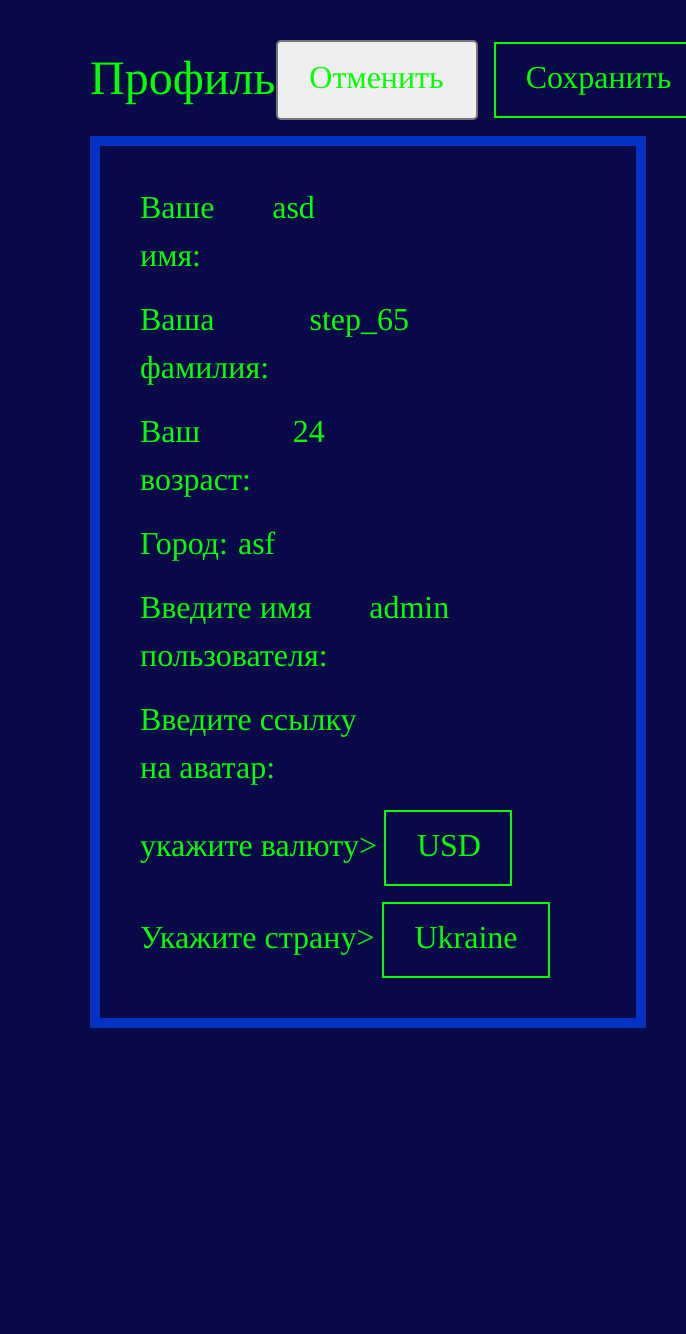 Профиль Отменить Сохранить
Ваше asd
имя:
Ваша step_65
фамилия:
Ваш 24
возраст:
Город: asf
Введите имя admin
пользователя:
Введите ссылку
на аватар:
укажите валюту> USD
Укажите страну> Ukraine